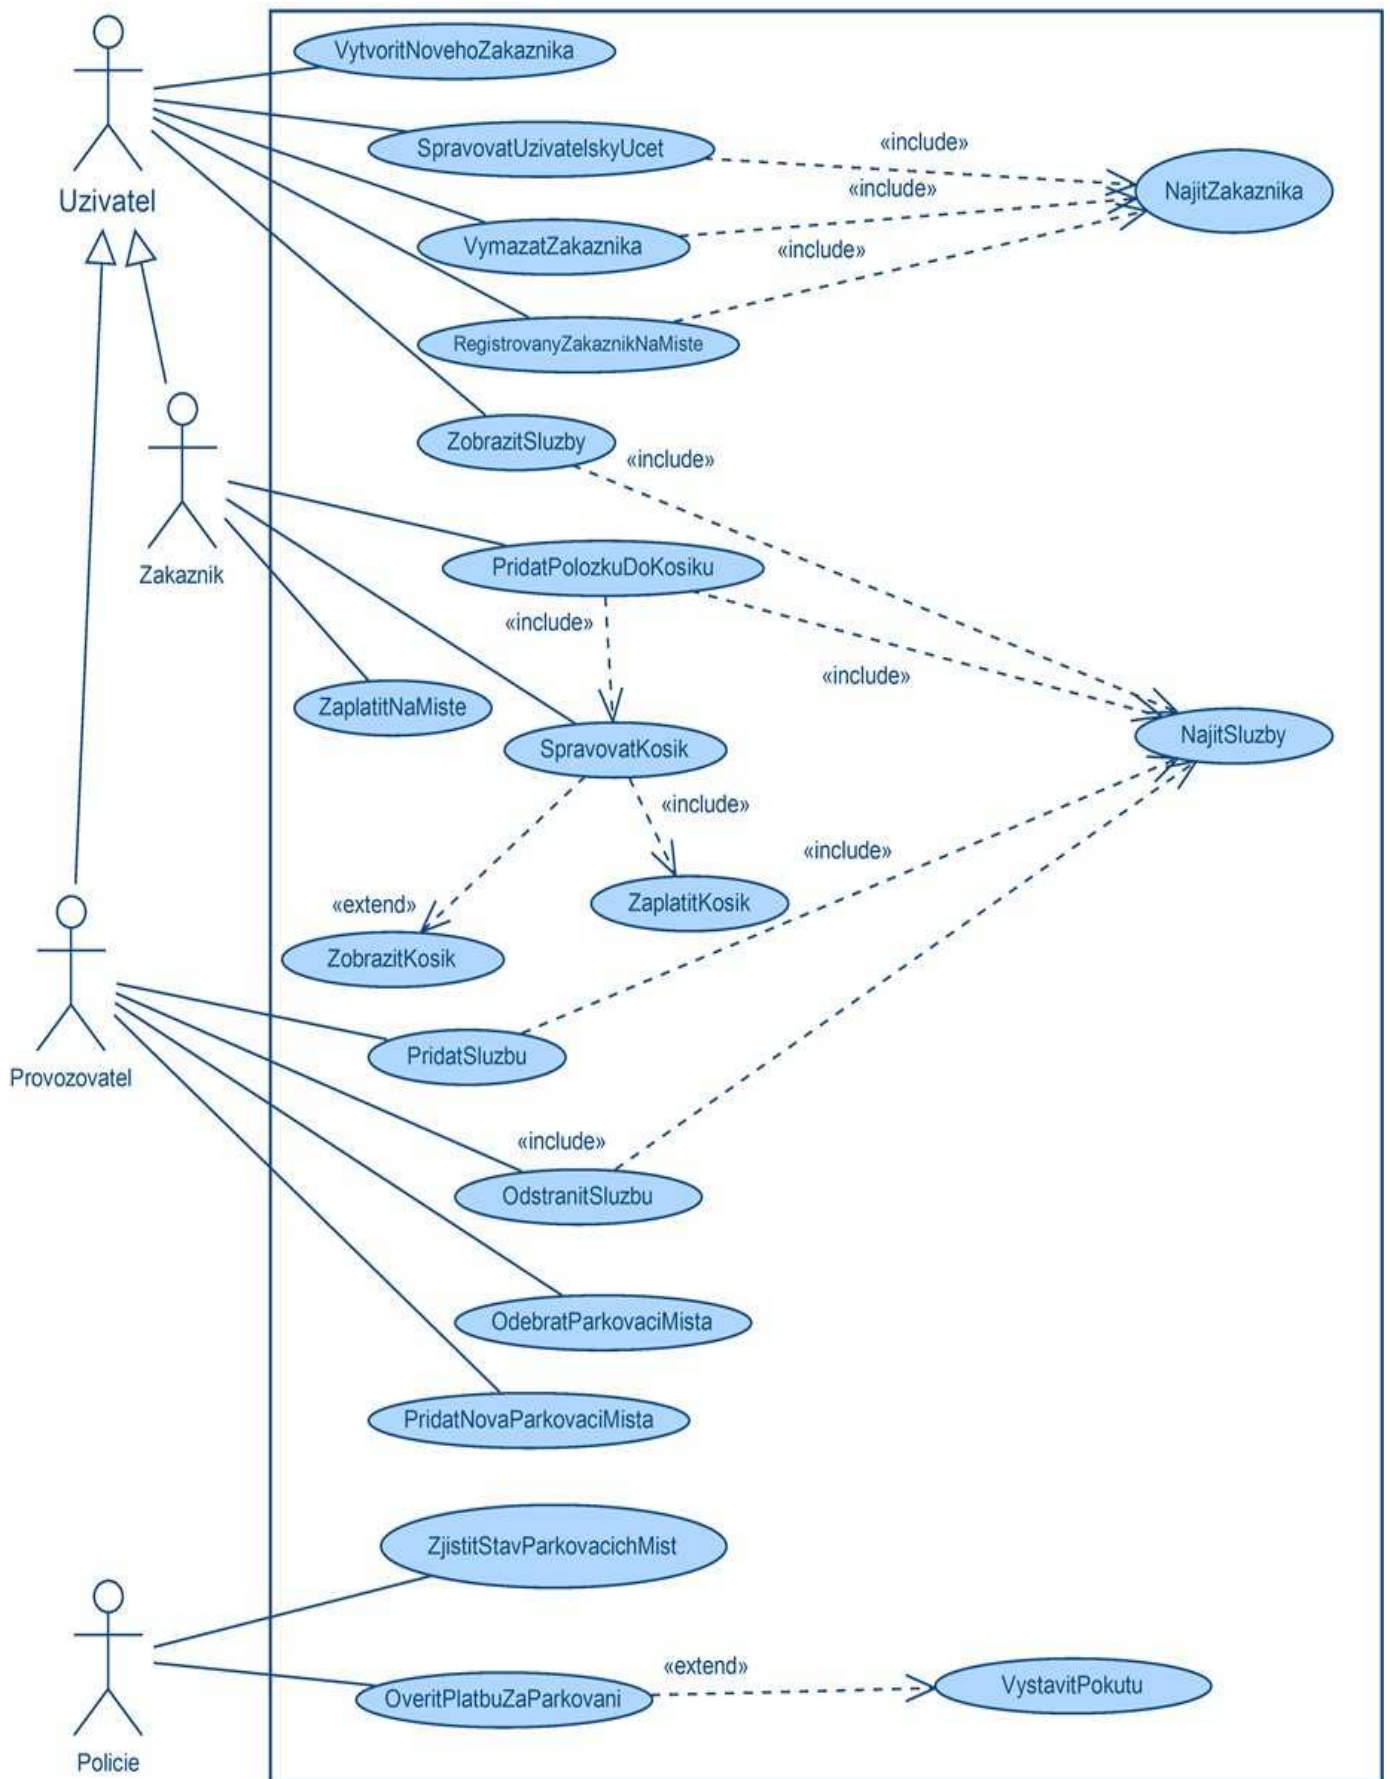 VytvoritNovehoZakaznika
SpravovatUzivatelskyUcet
«include»
NajitZakaznika
«include»
Uzivatel
VymazatZakaznika
«include»
RegistrovanyZakaznikNaMiste
ZobrazitSluzby
«include»
Zakaznik
PridatPolozkuDoKosiku
«include»
«include»
ZaplatitNaMiste
SpravovatKosik
NajitSluzby
«include»
«include»
«extend»
ZaplatitKosik
ZobrazitKosik
PridatSluzbu
Provozovatel
«include»
OdstranitSluzbu
OdebratParkovaciMista
PridatNovaParkovaciMista
ZjistitStavParkovacichMist
«extend»
OveritPlatbuZaParkovani
VystavitPokutu
Policie